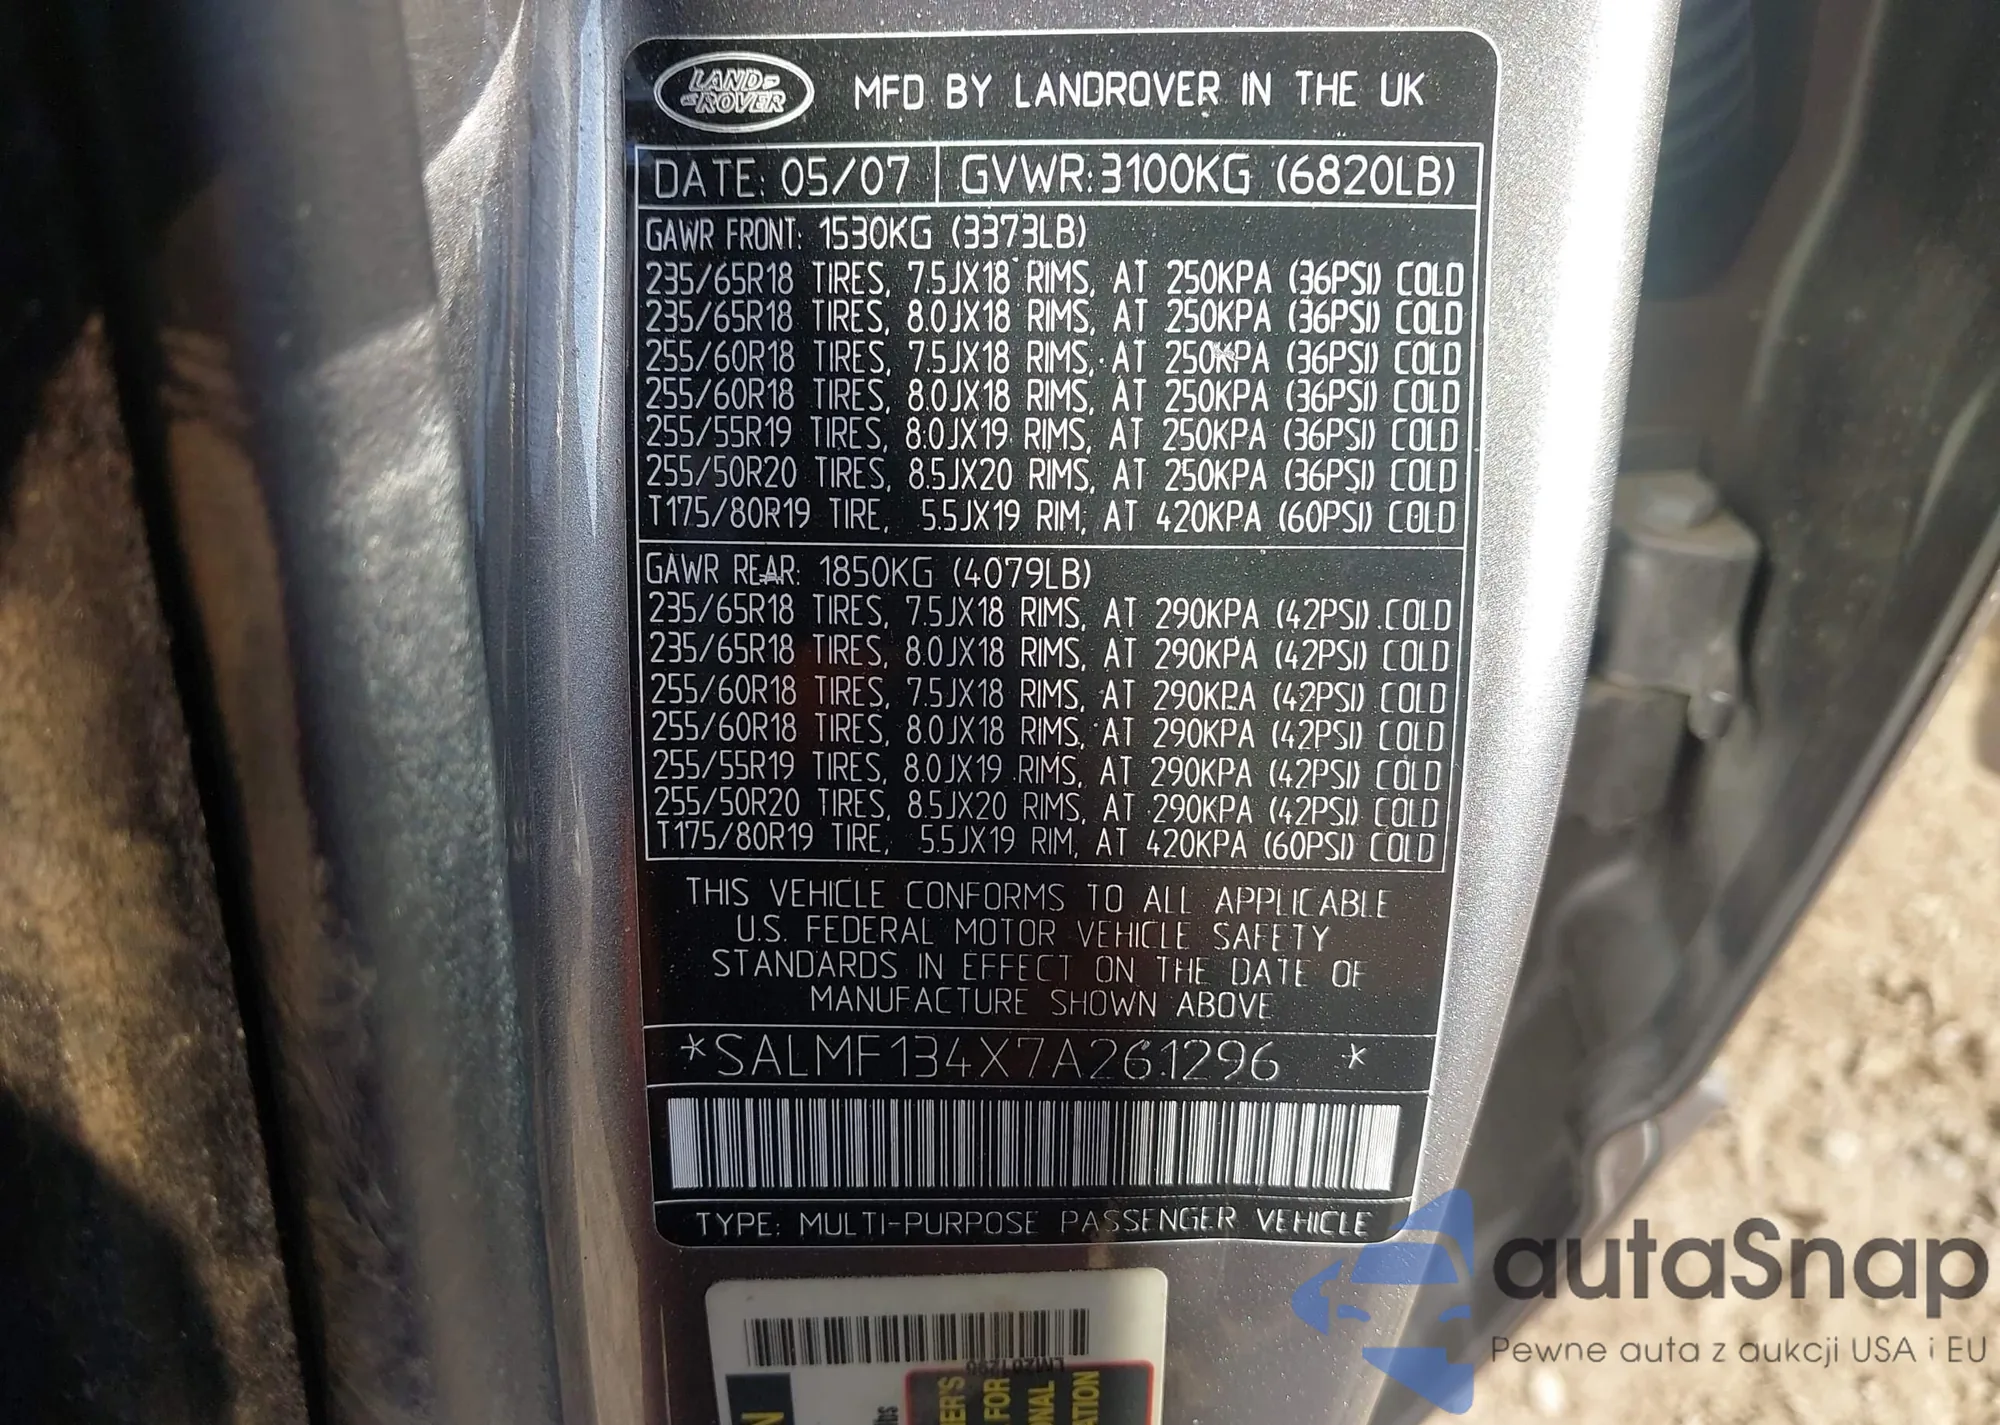 LAND ROVER
MFD BY LANDROVER IN THE UK
DATE: 05/07 GVWR: 3100KG (6820LB)
GAWR FRONT: 1530KG (3373LB)
235/65R18 TIRES, 7.5JX18 RIMS, AT 250KPA (36PSI) COLD
235/65R18 TIRES, 8.0JX18 RIMS, AT 250KPA (36PSI) COLD
255/60R18 TIRES, 7.5JX18 RIMS, AT 250KPA (36PSI) COLD
255/60R18 TIRES, 8.0JX18 RIMS, AT 250KPA (36PSI) COLD
255/55R19 TIRES, 8.0JX19 RIMS, AT 250KPA (36PSI) COLD
255/50R20 TIRES, 8.5JX20 RIMS, AT 250KPA (36PSI) COLD
T175/80R19 TIRE, 5.5JX19 RIM, AT 420KPA (60PSI) COLD
GAWR REAR: 1850KG (4079LB)
235/65R18 TIRES, 7.5JX18 RIMS, AT 290KPA (42PSI) COLD
235/65R18 TIRES, 8.0JX18 RIMS, AT 290KPA (42PSI) COLD
255/60R18 TIRES, 7.5JX18 RIMS, AT 290KPA (42PSI) COLD
255/60R18 TIRES, 8.0JX18 RIMS, AT 290KPA (42PSI) COLD
255/55R19 TIRES, 8.0JX19 RIMS, AT 290KPA (42PSI) COLD
255/50R20 TIRES, 8.5JX20 RIMS, AT 290KPA (42PSI) COLD
T175/80R19 TIRE, 5.5JX19 RIM, AT 420KPA (60PSI) COLD
THIS VEHICLE CONFORMS TO ALL APPLICABLE
U.S. FEDERAL MOTOR VEHICLE SAFETY
STANDARDS IN EFFECT ON THE DATE OF
MANUFACTURE SHOWN ABOVE
*SALMF134X7A261296 *
TYPE: MULTI-PURPOSE PASSENGER VEHICLE
autaSnap
Pewne auta z aukcji USA i EU
FOR